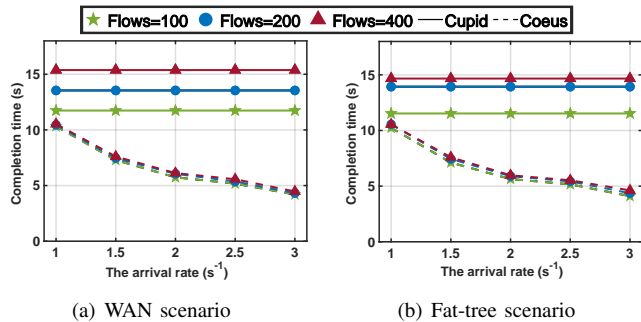 Flows=100 Flows=200 Flows=400 Cupid Coeus
Completion time (s)
15
10
5
0
1 1.5 2 2.5 3
The arrival rate (s⁻¹)
(a) WAN scenario
Completion time (s)
15
10
5
0
1 1.5 2 2.5 3
The arrival rate (s⁻¹)
(b) Fat-tree scenario